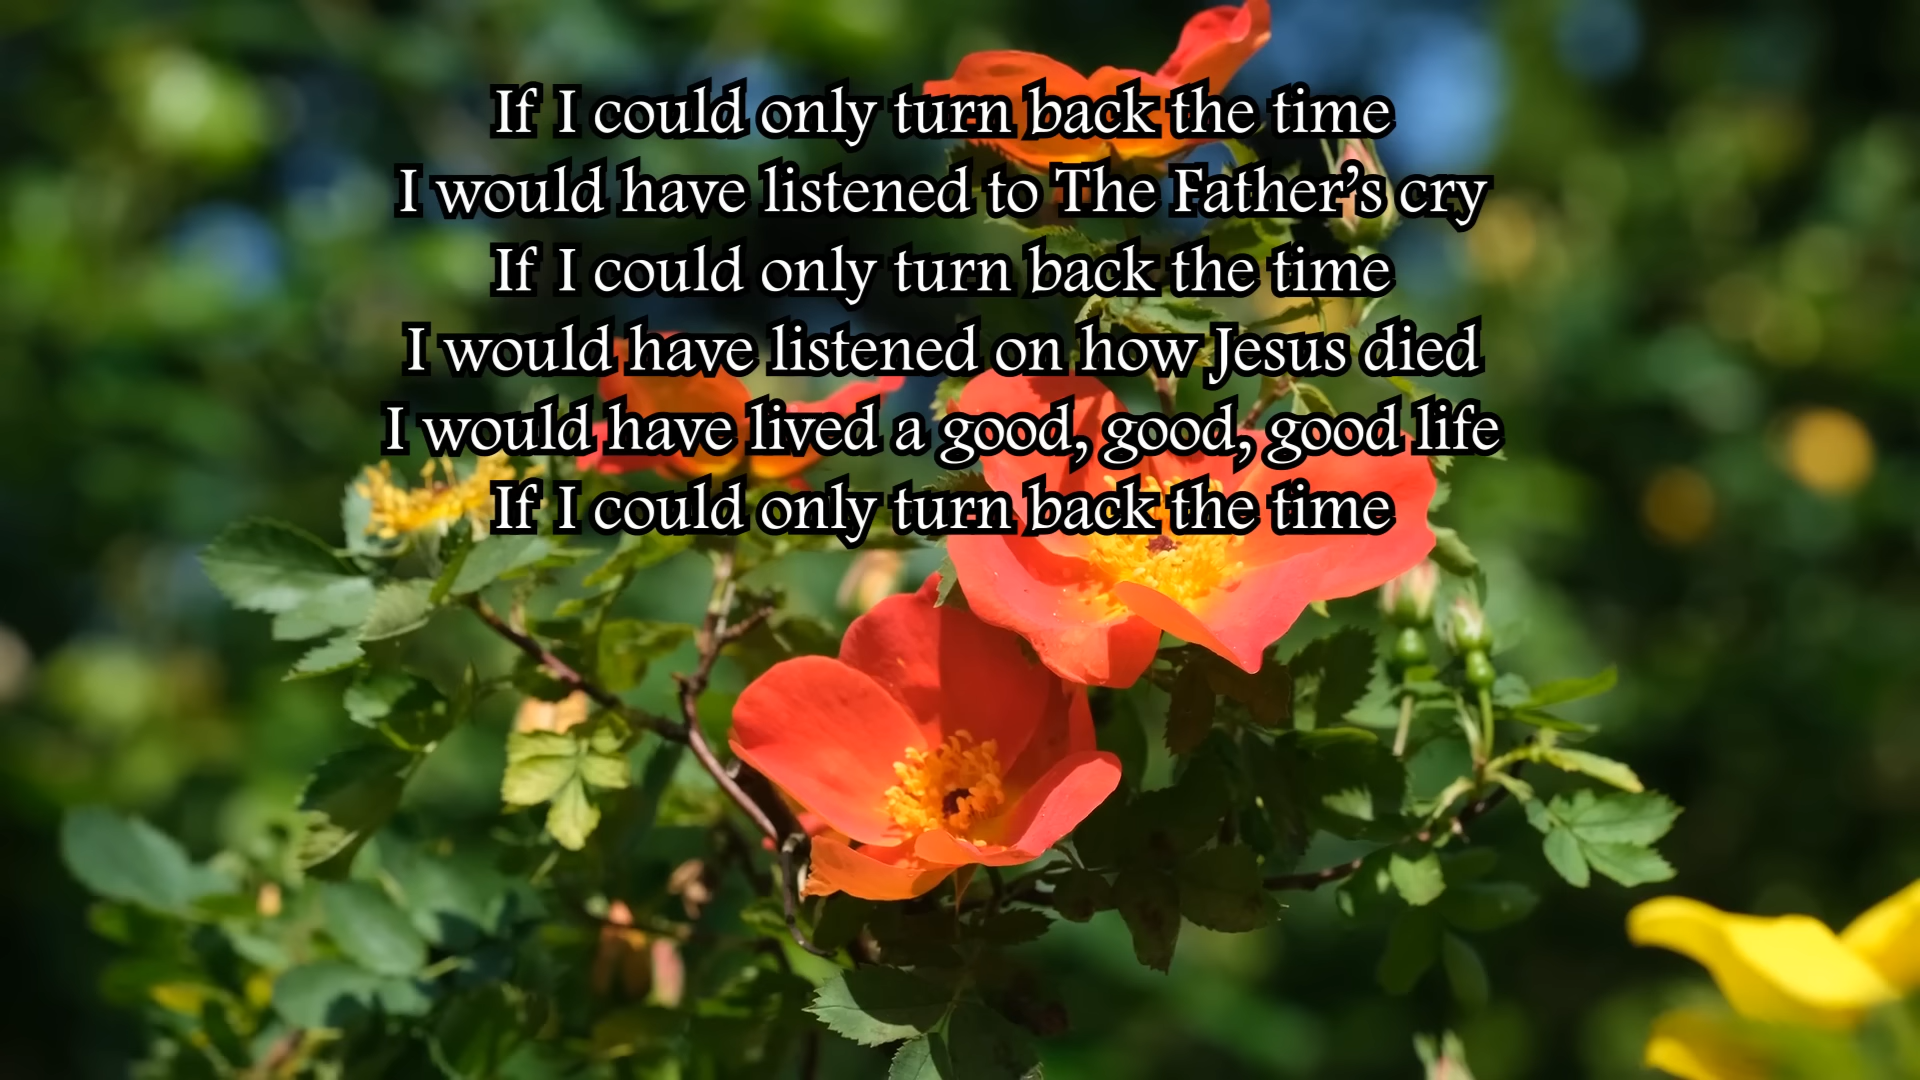 If I could only turn back the time
I would have listened to The Father’s cry
If I could only turn back the time
I would have listened on how Jesus died
I would have lived a good, good, good life
If I could only turn back the time